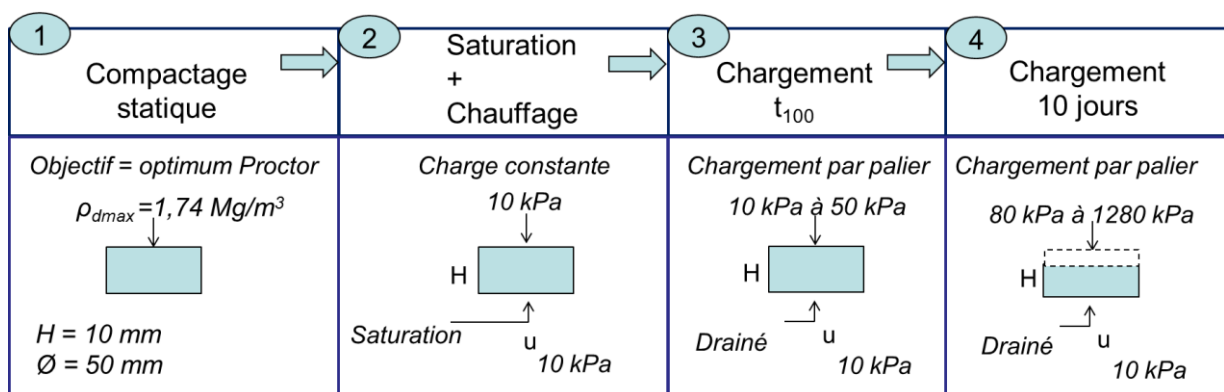 1
Compactage
statique
2
Saturation
+
Chauffage
3
Chargement
t₁₀₀
4
Chargement
10 jours
Objectif = optimum Proctor
ρdmax =1,74 Mg/m³
H = 10 mm
Ø = 50 mm
Charge constante
10 kPa
H
Saturation
u
10 kPa
Chargement par palier
10 kPa à 50 kPa
H
Drainé
u
10 kPa
Chargement par palier
80 kPa à 1280 kPa
H
Drainé
u
10 kPa